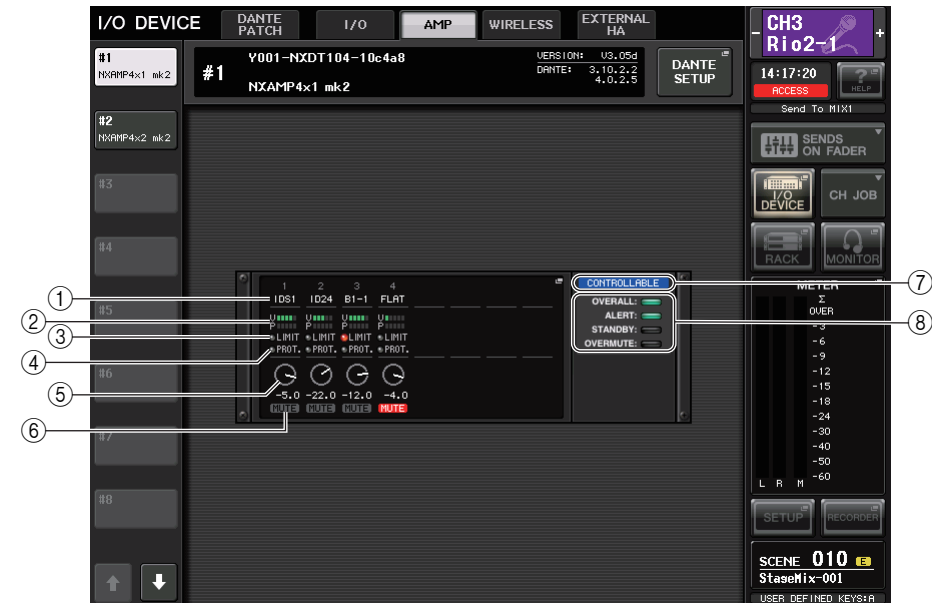 I/O DEVICE
DANTE PATCH
I/O
AMP
WIRELESS
EXTERNAL HA
CH3
Rio2-1
- +
#1
NXAMP4x1 mk2
#1
Y001-NXDT104-10c4a8
NXAMP4x1 mk2
VERSION: V3.05d
DANTE: 3.10.2.2
4.0.2.5
DANTE SETUP
14:17:20
ACCESS
?
HELP
Send To MIX1
#2
NXAMP4x2 mk2
SENDS ON FADER
#3
I/O DEVICE
CH JOB
#4
RACK
MONITOR
1 2 3 4
① IDS1 ID24 B1-1 FLAT
② U U U U
P P P P
③ LIMIT LIMIT LIMIT LIMIT
④ PROT. PROT. PROT. PROT.
⑤
-5.0 -22.0 -12.0 -4.0
⑥ MUTE MUTE MUTE MUTE
CONTROLLABLE ⑦
OVERALL:
ALERT:
STANDBY:
OVERMUTE:
⑧
#5
#6
#7
#8
METER
Σ
OVER
-3
-6
-9
-12
-15
-18
-24
-30
-40
-50
-60
L R M
SETUP
RECORDER
SCENE 010 E
StaseMix-001
USER DEFINED KEYS:A